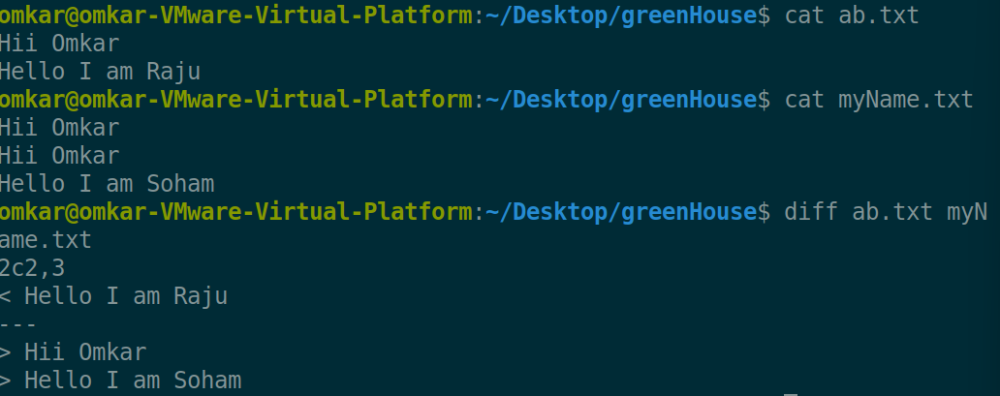 omkar@omkar-VMware-Virtual-Platform:~/Desktop/greenHouse$ cat ab.txt
Hii Omkar
Hello I am Raju
omkar@omkar-VMware-Virtual-Platform:~/Desktop/greenHouse$ cat myName.txt
Hii Omkar
Hii Omkar
Hello I am Soham
omkar@omkar-VMware-Virtual-Platform:~/Desktop/greenHouse$ diff ab.txt myN
ame.txt
2c2,3
< Hello I am Raju
---
> Hii Omkar
> Hello I am Soham